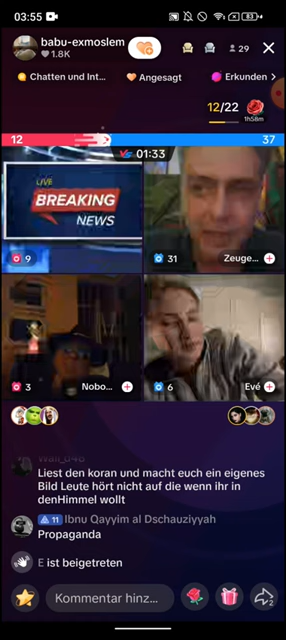 03:55
83
babu-exmoslem
1.8K
29
Chatten und Int...
Angesagt
Erkunden
12/22
1h58m
12
37
VS 01:33
LIVE
BREAKING
NEWS
9
31
Zeuge...
3
Nobo...
6
Evé
Liest den koran und macht euch ein eigenes
Bild Leute hört nicht auf die wenn ihr in
denHimmel wollt
11 Ibnu Qayyim al Dschauziyyah
Propaganda
E ist beigetreten
Kommentar hinz...
2